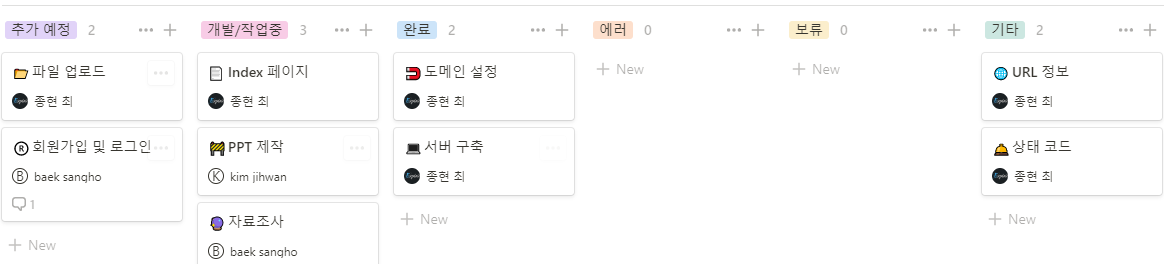 추가 예정 2
파일 업로드
종현 최
회원가입 및 로그인
B baek sangho
1
+ New
개발/작업중 3
Index 페이지
종현 최
PPT 제작
K kim jihwan
자료조사
B baek sangho
완료 2
도메인 설정
종현 최
서버 구축
종현 최
+ New
에러 0
+ New
보류 0
+ New
기타 2
URL 정보
종현 최
상태 코드
종현 최
+ New